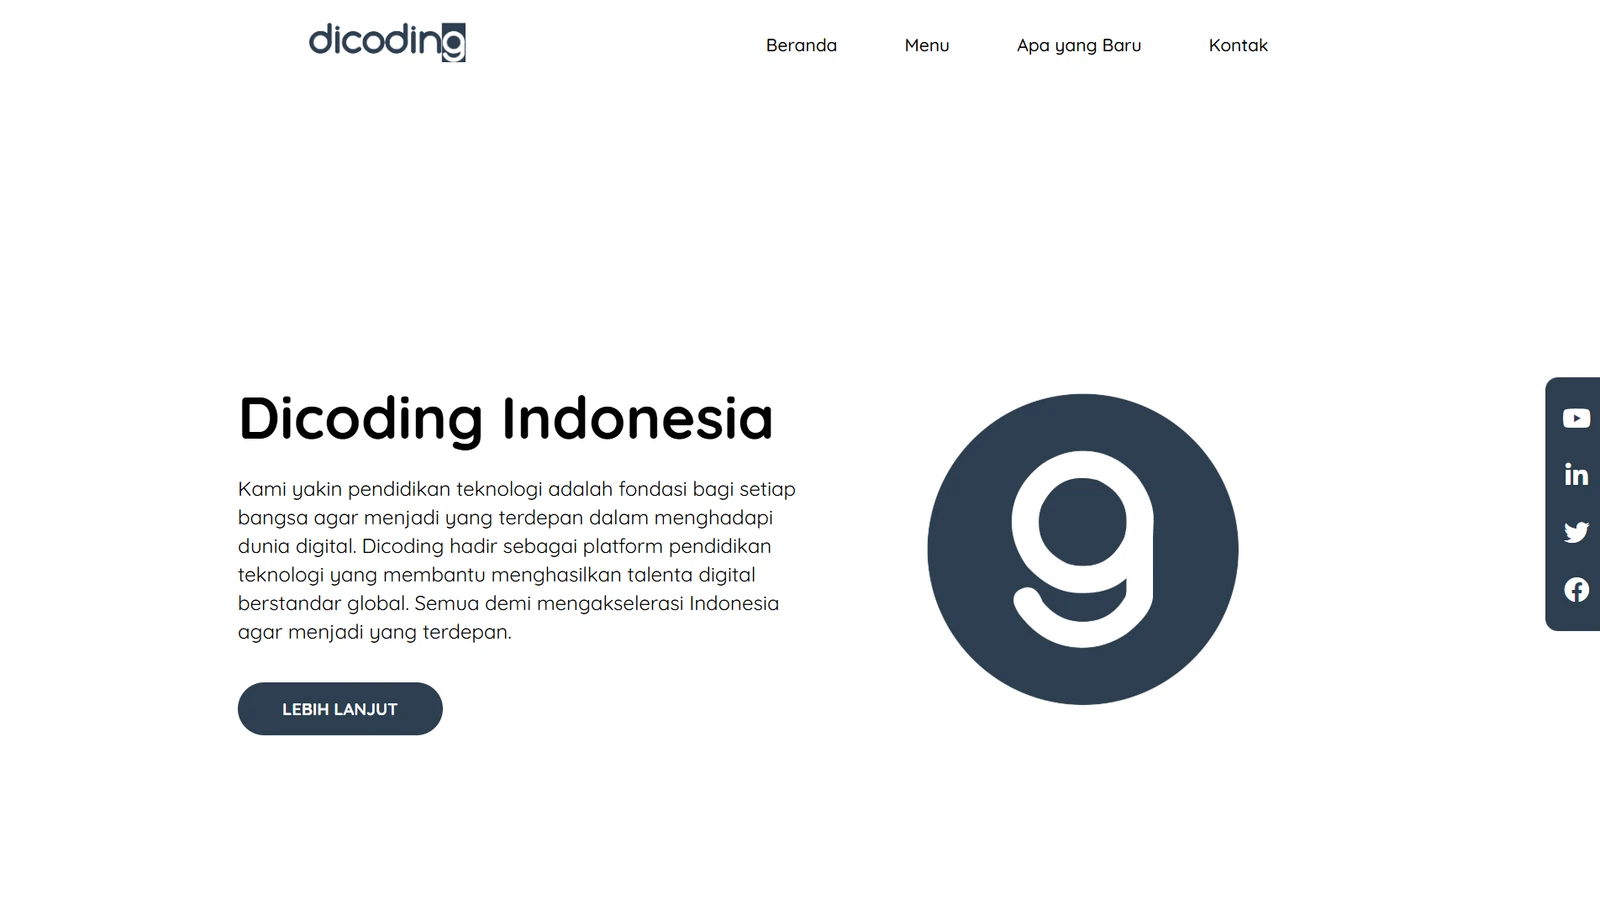 dicoding
Beranda Menu Apa yang Baru Kontak
Dicoding Indonesia
Kami yakin pendidikan teknologi adalah fondasi bagi setiap
bangsa agar menjadi yang terdepan dalam menghadapi
dunia digital. Dicoding hadir sebagai platform pendidikan
teknologi yang membantu menghasilkan talenta digital
berstandar global. Semua demi mengakselerasi Indonesia
agar menjadi yang terdepan.
LEBIH LANJUT
g
in